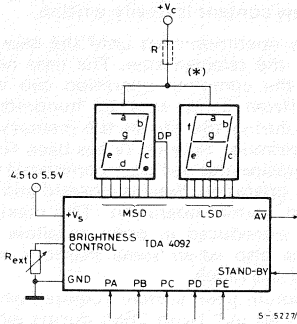 +Vc
R
(*)
a
b
f
g
e
c
d
DP
a
b
f
g
e
c
d
4.5 to 5.5V
MSD
LSD
+Vs
AV
BRIGHTNESS
CONTROL TDA 4092
Rext
STAND-BY
GND PA PB PC PD PE
S-5227/